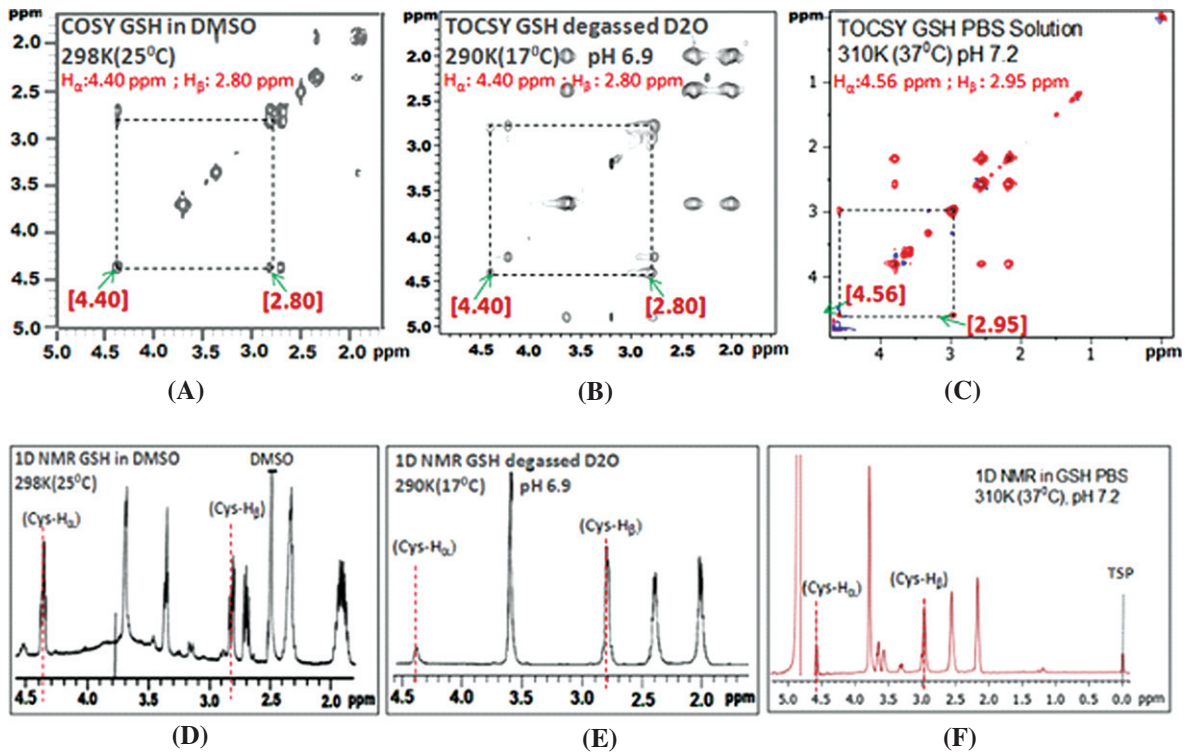 COSY GSH in DMSO
298K(25⁰C)
Hα:4.40 ppm ; Hβ: 2.80 ppm
ppm
2.0
2.5
3.0
3.5
4.0
4.5
5.0
[4.40]
[2.80]
5.0 4.5 4.0 3.5 3.0 2.5 2.0 ppm
(A)
TOCSY GSH degassed D2O
290K(17⁰C) pH 6.9
Hα: 4.40 ppm ; Hβ: 2.80 ppm
ppm
1.5
2.0
2.5
3.0
3.5
4.0
4.5
5.0
[4.40]
[2.80]
4.5 4.0 3.5 3.0 2.5 2.0 ppm
(B)
TOCSY GSH PBS Solution
310K (37⁰C) pH 7.2
Hα:4.56 ppm ; Hβ: 2.95 ppm
ppm
1
2
3
4
[4.56]
[2.95]
4 3 2 1 ppm
(C)
1D NMR GSH in DMSO
298K(25⁰C)
DMSO
(Cys-Hα)
(Cys-Hβ)
4.5 4.0 3.5 3.0 2.5 2.0 ppm
(D)
1D NMR GSH degassed D2O
290K(17⁰C) pH 6.9
(Cys-Hα)
(Cys-Hβ)
4.5 4.0 3.5 3.0 2.5 2.0 ppm
(E)
1D NMR in GSH PBS
310K (37⁰C), pH 7.2
(Cys-Hα)
(Cys-Hβ)
TSP
5.0 4.5 4.0 3.5 3.0 2.5 2.0 1.5 1.0 0.5 0.0 ppm
(F)